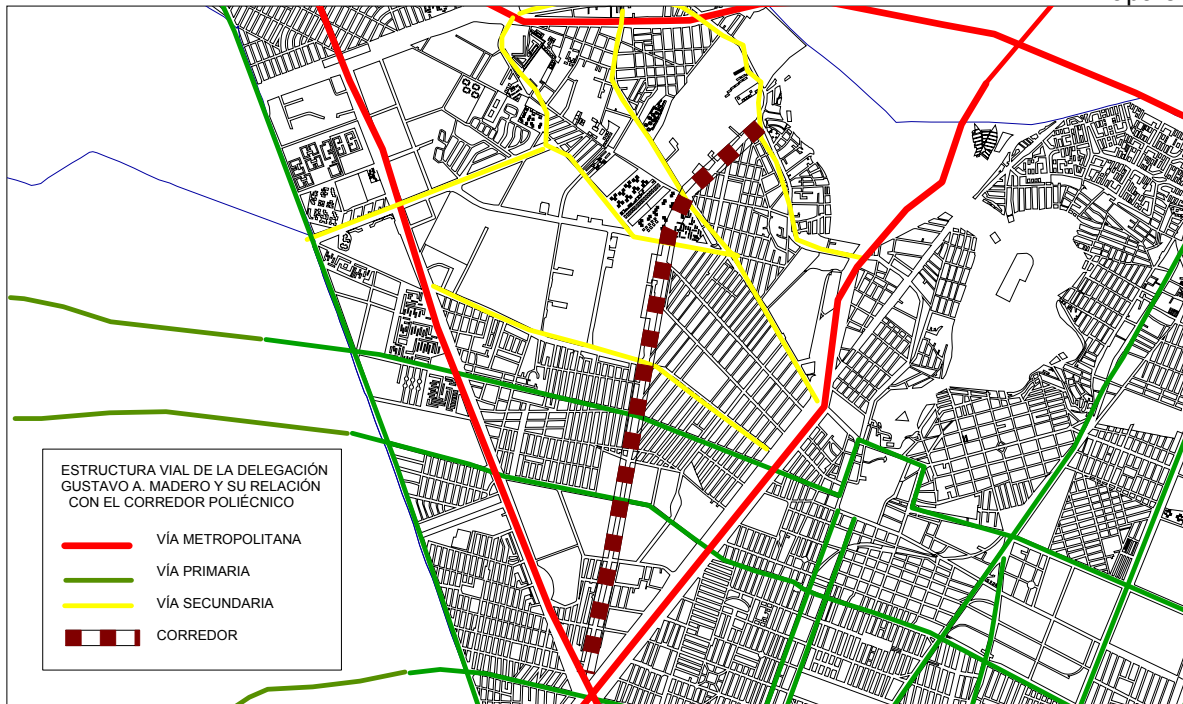 ESTRUCTURA VIAL DE LA DELEGACIÓN
GUSTAVO A. MADERO Y SU RELACIÓN
CON EL CORREDOR POLIÉCNICO
VÍA METROPOLITANA
VÍA PRIMARIA
VÍA SECUNDARIA
CORREDOR